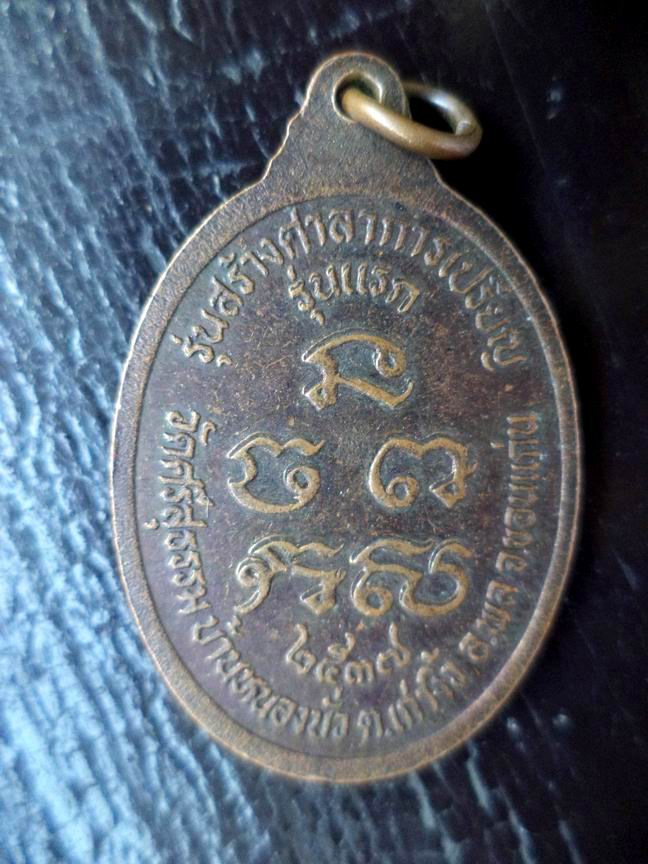 รุ่นสร้างศาลาการเปรียญ
รุ่นแรก
๒๕๓๗
วัดศรีสุธรรม บ้านหนองบัว ต.เก่างิ้ว อ.พล จ.ขอนแก่น